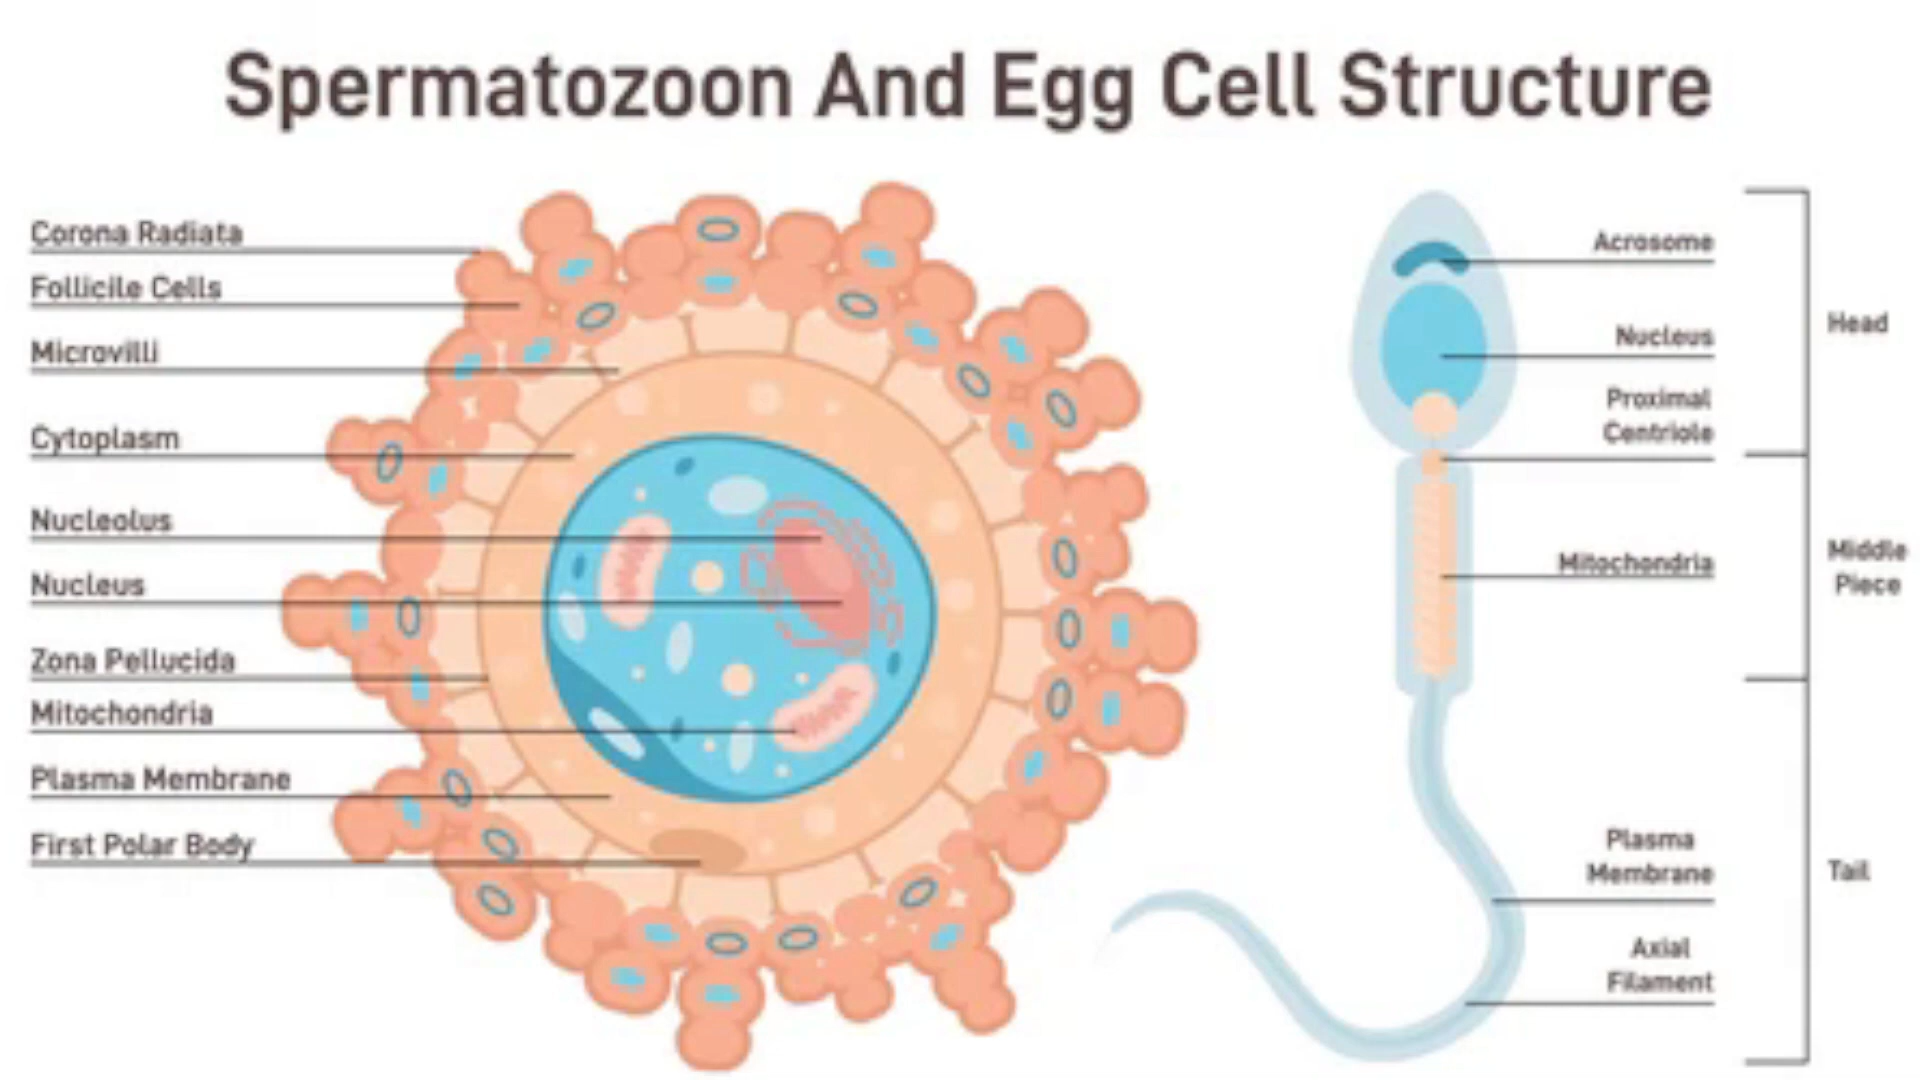 Spermatozoon And Egg Cell Structure
Corona Radiata
Follicile Cells
Microvilli
Cytoplasm
Nucleolus
Nucleus
Zona Pellucida
Mitochondria
Plasma Membrane
First Polar Body
Acrosome
Nucleus
Proximal
Centriole
Mitochondria
Plasma
Membrane
Axial
Filament
Head
Middle
Piece
Tail